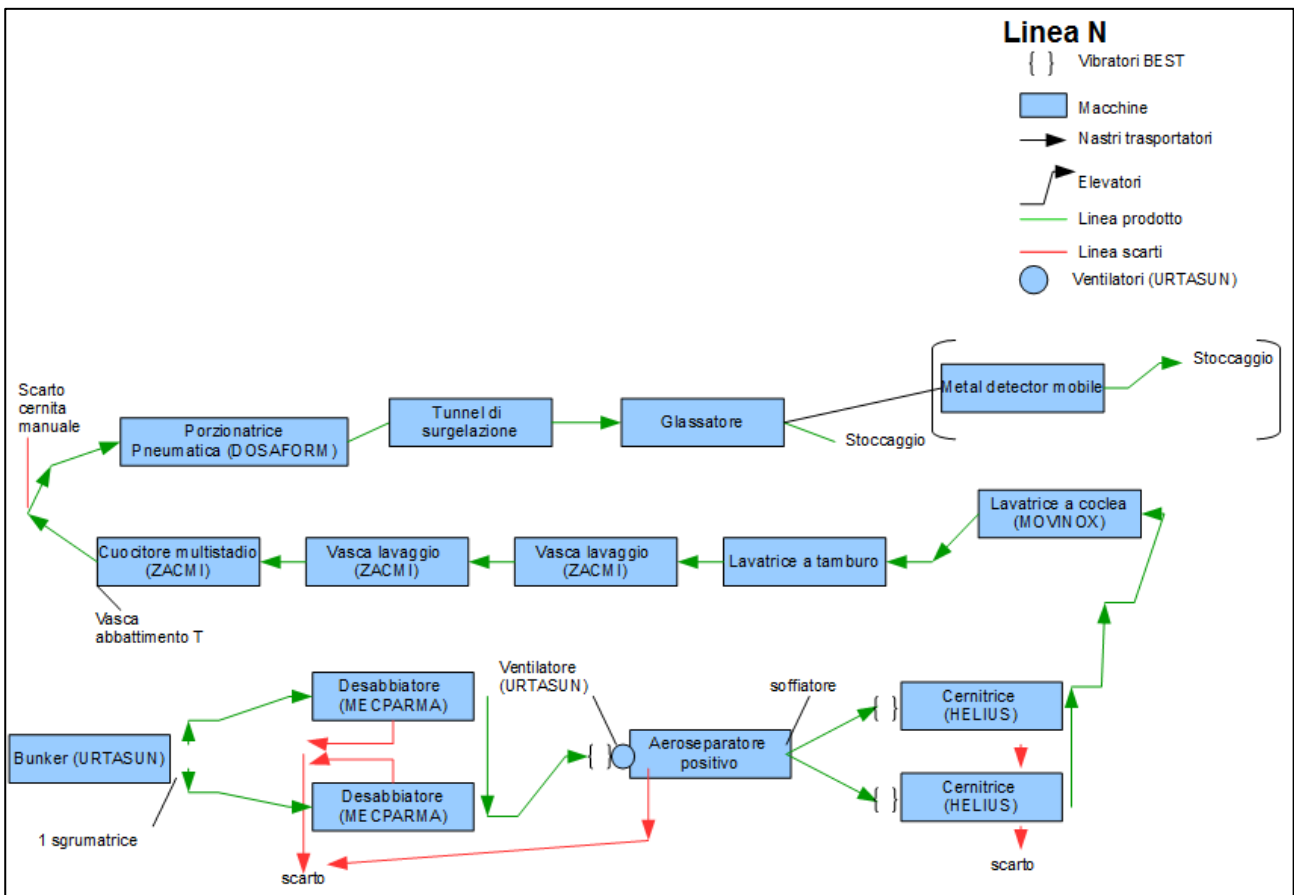 Linea N
{ } Vibratori BEST
Macchine
Nastri trasportatori
Elevatori
Linea prodotto
Linea scarti
Ventilatori (URTASUN)
Scarto
cernita
manuale
Porzionatrice
Pneumatica (DOSAFORM)
Tunnel di
surgelazione
Glassatore
Stoccaggio
Metal detector mobile
Stoccaggio
Cuocitore multistadio
(ZACMI)
Vasca
abbattimento T
Vasca lavaggio
(ZACMI)
Vasca lavaggio
(ZACMI)
Lavatrice a tamburo
Lavatrice a coclea
(MOVINOX)
Bunker (URTASUN)
1 sgrumatrice
Desabbiatore
(MECPARMA)
Desabbiatore
(MECPARMA)
scarto
Ventilatore
(URTASUN)
{ }
Aeroseparatore
positivo
soffiatore
{ }
Cernitrice
(HELIUS)
{ }
Cernitrice
(HELIUS)
scarto